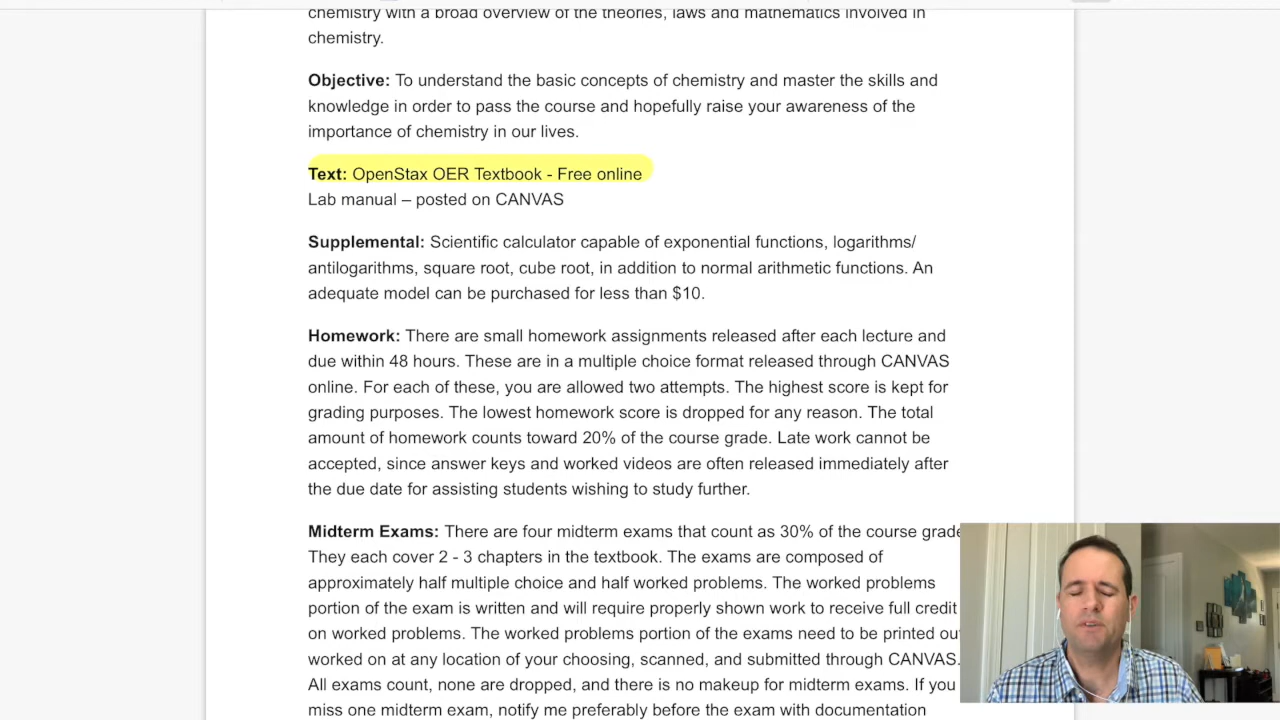 chemistry with a broad overview of the theories, laws and mathematics involved in
chemistry.
Objective: To understand the basic concepts of chemistry and master the skills and
knowledge in order to pass the course and hopefully raise your awareness of the
importance of chemistry in our lives.
Text: OpenStax OER Textbook - Free online
Lab manual – posted on CANVAS
Supplemental: Scientific calculator capable of exponential functions, logarithms/
antilogarithms, square root, cube root, in addition to normal arithmetic functions. An
adequate model can be purchased for less than $10.
Homework: There are small homework assignments released after each lecture and
due within 48 hours. These are in a multiple choice format released through CANVAS
online. For each of these, you are allowed two attempts. The highest score is kept for
grading purposes. The lowest homework score is dropped for any reason. The total
amount of homework counts toward 20% of the course grade. Late work cannot be
accepted, since answer keys and worked videos are often released immediately after
the due date for assisting students wishing to study further.
Midterm Exams: There are four midterm exams that count as 30% of the course grade
They each cover 2 - 3 chapters in the textbook. The exams are composed of
approximately half multiple choice and half worked problems. The worked problems
portion of the exam is written and will require properly shown work to receive full credit
on worked problems. The worked problems portion of the exams need to be printed ou
worked on at any location of your choosing, scanned, and submitted through CANVAS.
All exams count, none are dropped, and there is no makeup for midterm exams. If you
miss one midterm exam, notify me preferably before the exam with documentation